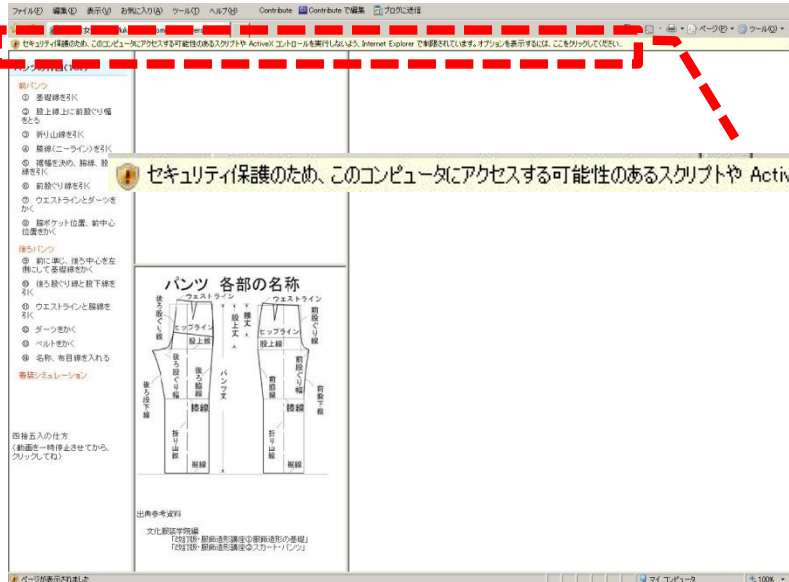 ファイル(F) 編集(E) 表示(V) お気に入り(A) ツール(T) ヘルプ(H) Contribute Contribute で編集 ブログに送信
ページ(P) ツール(O)
セキュリティ保護のため、このコンピュータにアクセスする可能性のあるスクリプトや ActiveX コントロールを実行しないよう、Internet Explorer で制限されています。オプションを表示するには、ここをクリックしてください。
セキュリティ保護のため、このコンピュータにアクセスする可能性のあるスクリプトや Activ
前パンツ
① 基礎線を引く
② 股上線上に前股ぐり幅
をとる
③ 折り山線を引く
④ 膝線(ニーライン)を引く
⑤ 裾幅を決め、脇線、股
線を引く
⑥ 前股ぐり線を引く
⑦ ウエストラインとダーツを
かく
⑧ 脇ポケット位置、前中心
位置をかく
後ろパンツ
⑨ 前に準じ、後ろ中心を左
側にして基礎線をかく
⑩ 後ろ股ぐり線と股下線を
引く
⑪ ウエストラインと脇線を
引く
⑫ ダーツをかく
⑬ ベルトをかく
⑭ 名称、布目線を入れる
着装シミュレーション
四捨五入の仕方
(動画を一時停止させてから、
クリックしてね)
パンツ 各部の名称
ウエストライン
ウエストライン
後ろ股ぐり線
股上丈
腰丈
前股ぐり線
ヒップライン
ヒップライン
股上線
股上線
後ろ股ぐり幅
後ろ脇線
パンツ丈
前脇線
前股ぐり幅
後ろ股下線
前股下線
膝線
膝線
折り山線
折り山線
裾線
裾線
出典参考資料
文化服装学院編
「改訂版・服飾造形講座①服飾造形の基礎」
「改訂版・服飾造形講座②スカート・パンツ」
ページが表示されました
マイ コンピュータ
100%